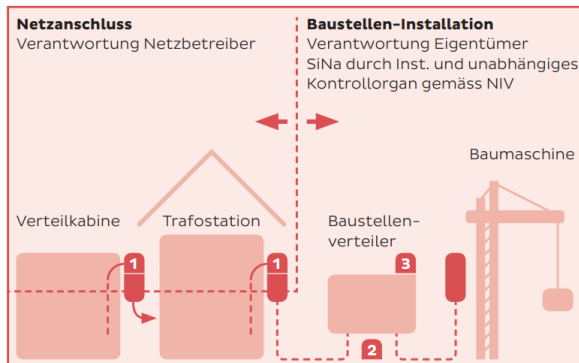 Netzanschluss
Verantwortung Netzbetreiber
Baustellen-Installation
Verantwortung Eigentümer
SiNa durch Inst. und unabhängiges
Kontrollorgan gemäss NIV
Baumaschine
Verteilkabine
Trafostation
Baustellen-
verteiler
1
1
3
2